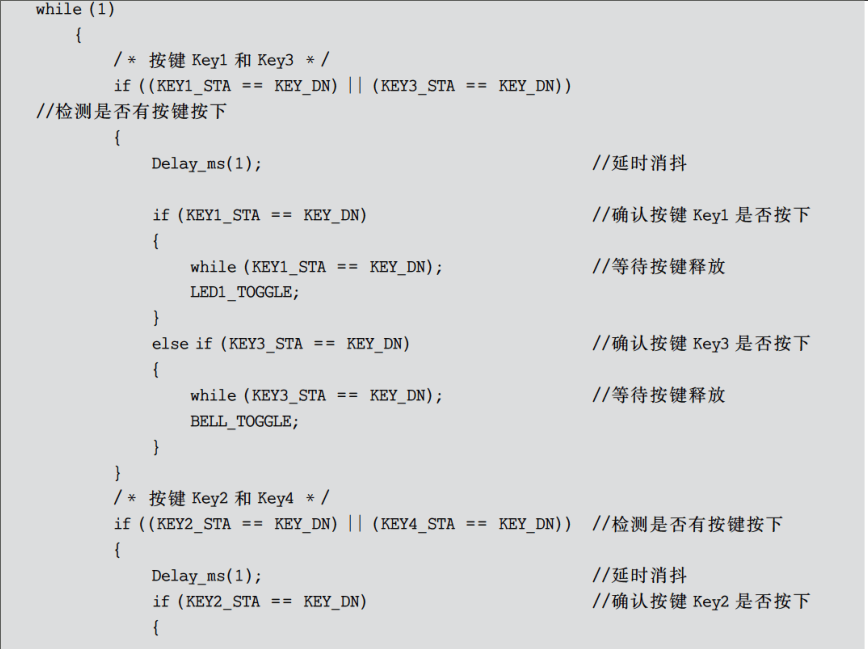 while (1)
{
/* 按键 Key1 和 Key3 */
if ((KEY1_STA == KEY_DN) || (KEY3_STA == KEY_DN))
//检测是否有按键按下
{
Delay_ms(1); //延时消抖
if (KEY1_STA == KEY_DN) //确认按键 Key1 是否按下
{
while (KEY1_STA == KEY_DN); //等待按键释放
LED1_TOGGLE;
}
else if (KEY3_STA == KEY_DN) //确认按键 Key3 是否按下
{
while (KEY3_STA == KEY_DN); //等待按键释放
BELL_TOGGLE;
}
}
/* 按键 Key2 和 Key4 */
if ((KEY2_STA == KEY_DN) || (KEY4_STA == KEY_DN)) //检测是否有按键按下
{
Delay_ms(1); //延时消抖
if (KEY2_STA == KEY_DN) //确认按键 Key2 是否按下
{